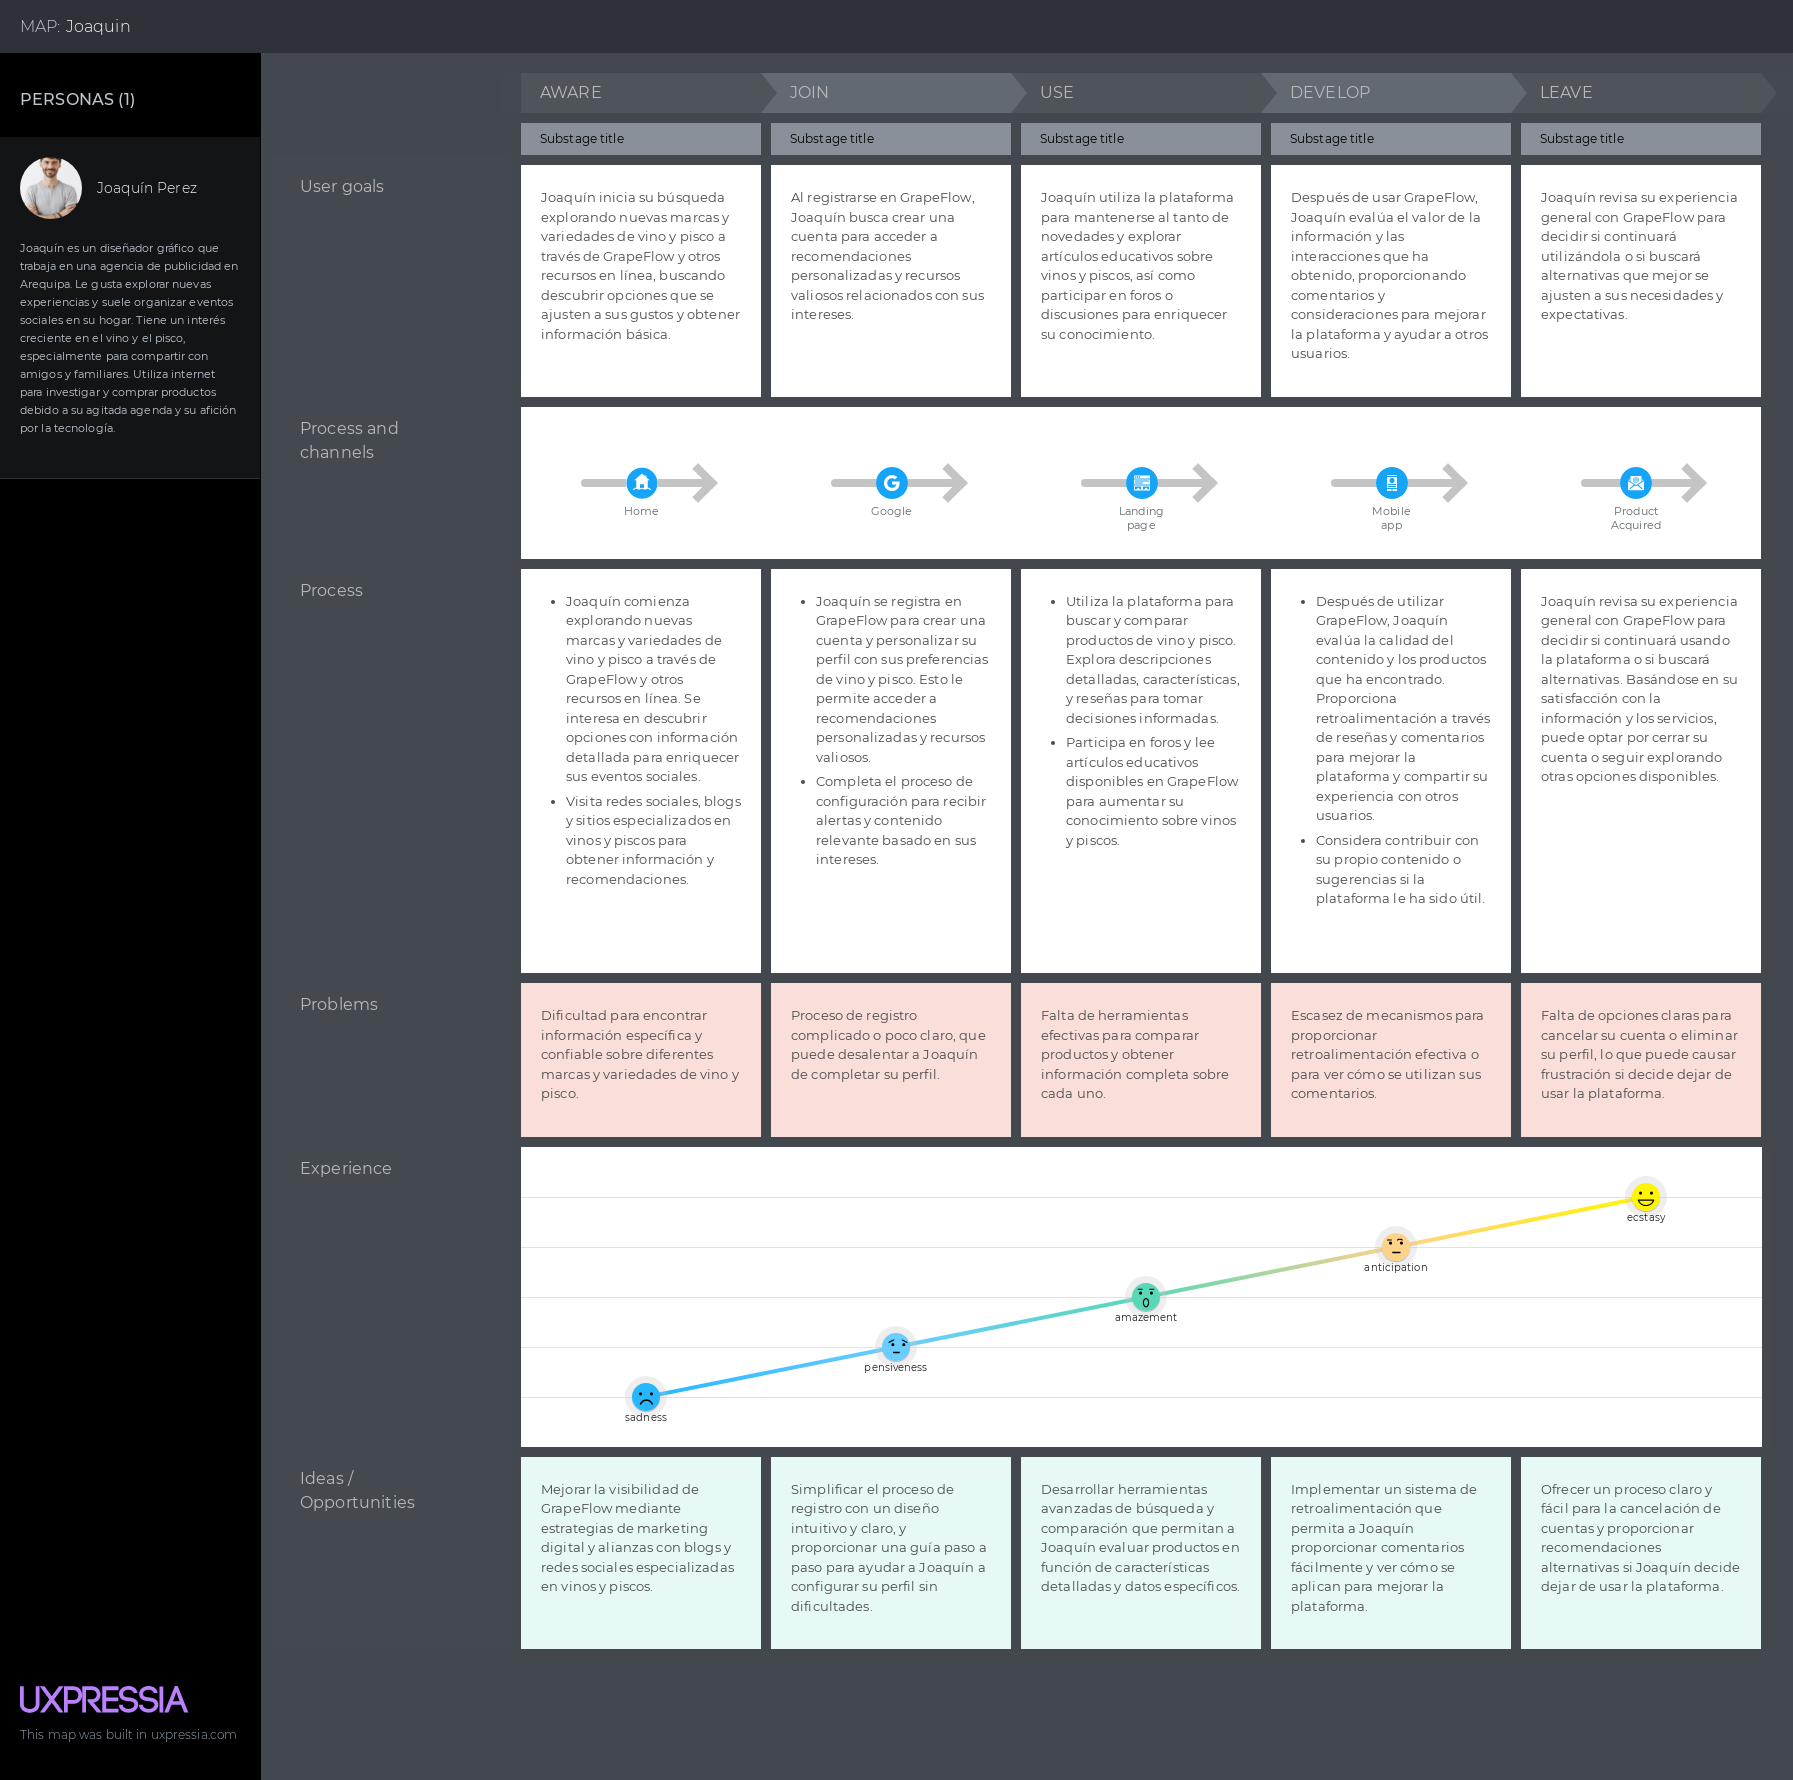 MAP: Joaquin
PERSONAS (1)
Joaquín Perez
Joaquín es un diseñador gráfico que
trabaja en una agencia de publicidad en
Arequipa. Le gusta explorar nuevas
experiencias y suele organizar eventos
sociales en su hogar. Tiene un interés
creciente en el vino y el pisco,
especialmente para compartir con
amigos y familiares. Utiliza internet
para investigar y comprar productos
debido a su agitada agenda y su afición
por la tecnología.
AWARE
JOIN
USE
DEVELOP
LEAVE
Substage title
Substage title
Substage title
Substage title
Substage title
User goals
Joaquín inicia su búsqueda
explorando nuevas marcas y
variedades de vino y pisco a
través de GrapeFlow y otros
recursos en línea, buscando
descubrir opciones que se
ajusten a sus gustos y obtener
información básica.
Al registrarse en GrapeFlow,
Joaquín busca crear una
cuenta para acceder a
recomendaciones
personalizadas y recursos
valiosos relacionados con sus
intereses.
Joaquín utiliza la plataforma
para mantenerse al tanto de
novedades y explorar
artículos educativos sobre
vinos y piscos, así como
participar en foros o
discusiones para enriquecer
su conocimiento.
Después de usar GrapeFlow,
Joaquín evalúa el valor de la
información y las
interacciones que ha
obtenido, proporcionando
comentarios y
consideraciones para mejorar
la plataforma y ayudar a otros
usuarios.
Joaquín revisa su experiencia
general con GrapeFlow para
decidir si continuará
utilizándola o si buscará
alternativas que mejor se
ajusten a sus necesidades y
expectativas.
Process and
channels
Home
Google
Landing
page
Mobile
app
Product
Acquired
Process
• Joaquín comienza
explorando nuevas
marcas y variedades de
vino y pisco a través de
GrapeFlow y otros
recursos en línea. Se
interesa en descubrir
opciones con información
detallada para enriquecer
sus eventos sociales.
• Visita redes sociales, blogs
y sitios especializados en
vinos y piscos para
obtener información y
recomendaciones.
• Joaquín se registra en
GrapeFlow para crear una
cuenta y personalizar su
perfil con sus preferencias
de vino y pisco. Esto le
permite acceder a
recomendaciones
personalizadas y recursos
valiosos.
• Completa el proceso de
configuración para recibir
alertas y contenido
relevante basado en sus
intereses.
• Utiliza la plataforma para
buscar y comparar
productos de vino y pisco.
Explora descripciones
detalladas, características,
y reseñas para tomar
decisiones informadas.
• Participa en foros y lee
artículos educativos
disponibles en GrapeFlow
para aumentar su
conocimiento sobre vinos
y piscos.
• Después de utilizar
GrapeFlow, Joaquín
evalúa la calidad del
contenido y los productos
que ha encontrado.
Proporciona
retroalimentación a través
de reseñas y comentarios
para mejorar la
plataforma y compartir su
experiencia con otros
usuarios.
• Considera contribuir con
su propio contenido o
sugerencias si la
plataforma le ha sido útil.
Joaquín revisa su experiencia
general con GrapeFlow para
decidir si continuará usando
la plataforma o si buscará
alternativas. Basándose en su
satisfacción con la
información y los servicios,
puede optar por cerrar su
cuenta o seguir explorando
otras opciones disponibles.
Problems
Dificultad para encontrar
información específica y
confiable sobre diferentes
marcas y variedades de vino y
pisco.
Proceso de registro
complicado o poco claro, que
puede desalentar a Joaquín
de completar su perfil.
Falta de herramientas
efectivas para comparar
productos y obtener
información completa sobre
cada uno.
Escasez de mecanismos para
proporcionar
retroalimentación efectiva o
para ver cómo se utilizan sus
comentarios.
Falta de opciones claras para
cancelar su cuenta o eliminar
su perfil, lo que puede causar
frustración si decide dejar de
usar la plataforma.
Experience
sadness
pensiveness
amazement
anticipation
ecstasy
Ideas /
Opportunities
Mejorar la visibilidad de
GrapeFlow mediante
estrategias de marketing
digital y alianzas con blogs y
redes sociales especializadas
en vinos y piscos.
Simplificar el proceso de
registro con un diseño
intuitivo y claro, y
proporcionar una guía paso a
paso para ayudar a Joaquín a
configurar su perfil sin
dificultades.
Desarrollar herramientas
avanzadas de búsqueda y
comparación que permitan a
Joaquín evaluar productos en
función de características
detalladas y datos específicos.
Implementar un sistema de
retroalimentación que
permita a Joaquín
proporcionar comentarios
fácilmente y ver cómo se
aplican para mejorar la
plataforma.
Ofrecer un proceso claro y
fácil para la cancelación de
cuentas y proporcionar
recomendaciones
alternativas si Joaquín decide
dejar de usar la plataforma.
UXPRESSIA
This map was built in uxpressia.com